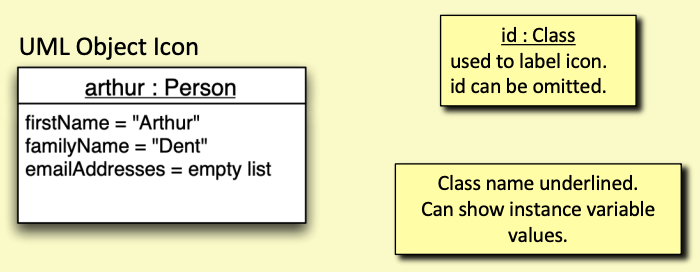 UML Object Icon
arthur : Person
firstName = "Arthur"
familyName = "Dent"
emailAddresses = empty list
id : Class
used to label icon.
id can be omitted.
Class name underlined.
Can show instance variable
values.